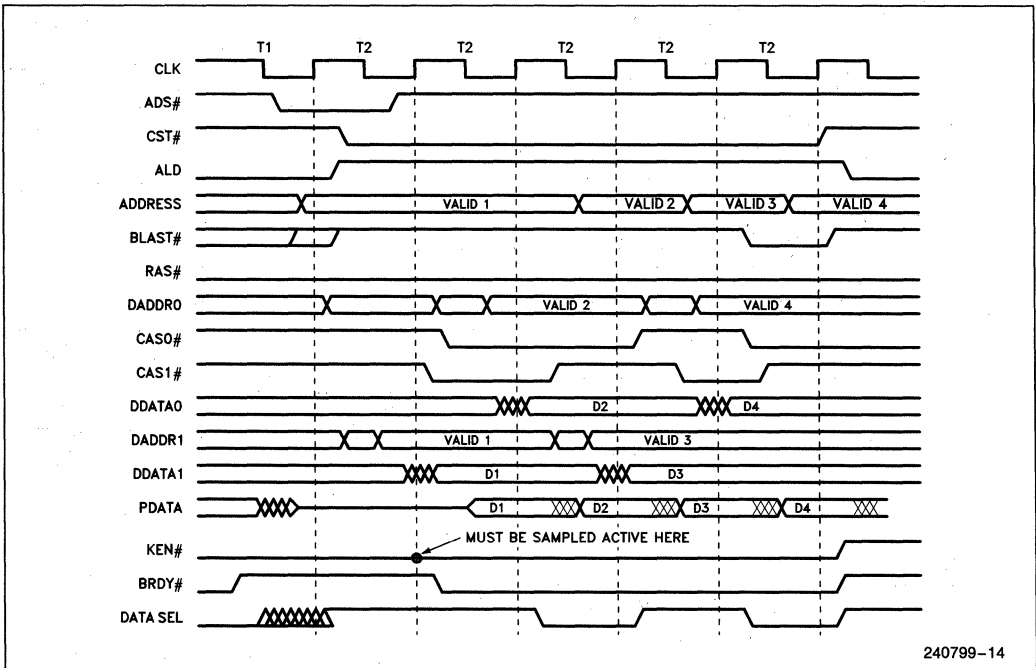 T1 T2 T2 T2 T2 T2
CLK
ADS#
CST#
ALD
ADDRESS VALID 1 VALID 2 VALID 3 VALID 4
BLAST#
RAS#
DADDR0 VALID 2 VALID 4
CAS0#
CAS1#
DDATA0 D2 D4
DADDR1 VALID 1 VALID 3
DDATA1 D1 D3
PDATA D1 D2 D3 D4
MUST BE SAMPLED ACTIVE HERE
KEN#
BRDY#
DATA SEL
240799-14